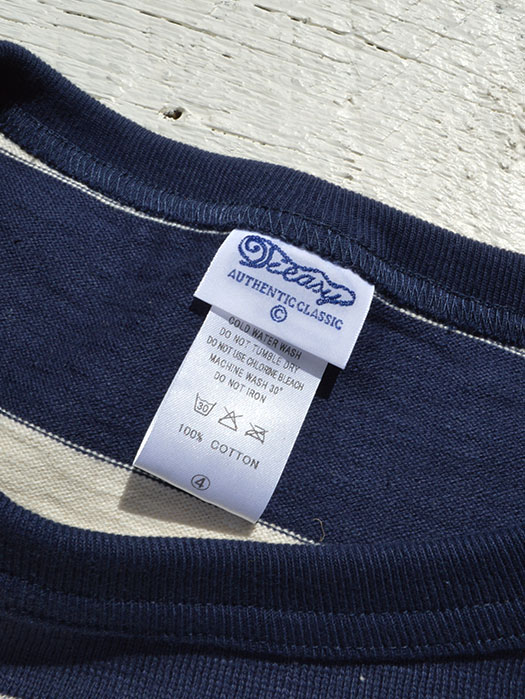 Dileasy
AUTHENTIC CLASSIC
©
COLD WATER WASH
DO NOT TUMBLE DRY
DO NOT USE CHLORINE BLEACH
MACHINE WASH 30°
DO NOT IRON
30
100% COTTON
4